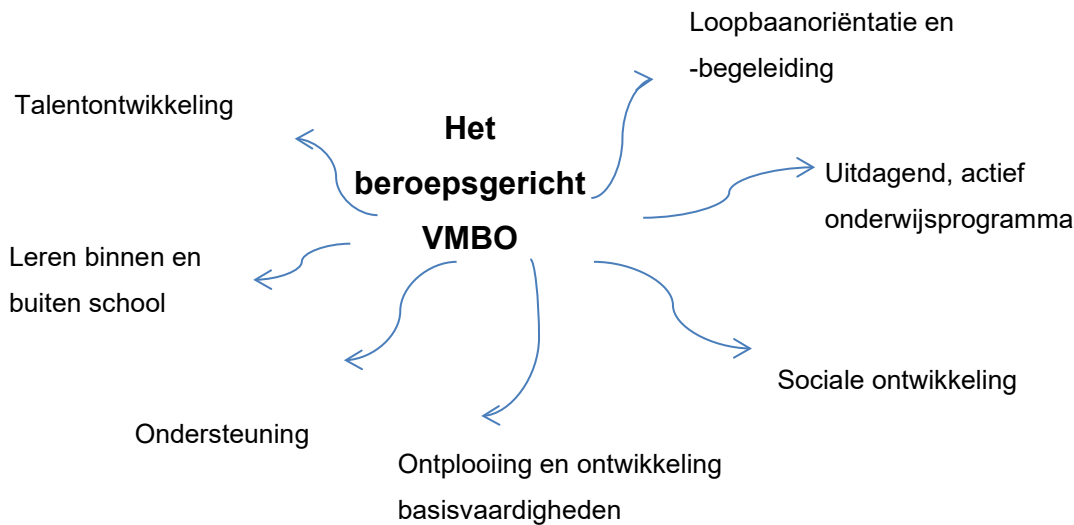 Loopbaanoriëntatie en
-begeleiding
Talentontwikkeling
Het
beroepsgericht
VMBO
Uitdagend, actief
onderwijsprogramma
Leren binnen en
buiten school
Sociale ontwikkeling
Ondersteuning
Ontplooiing en ontwikkeling
basisvaardigheden